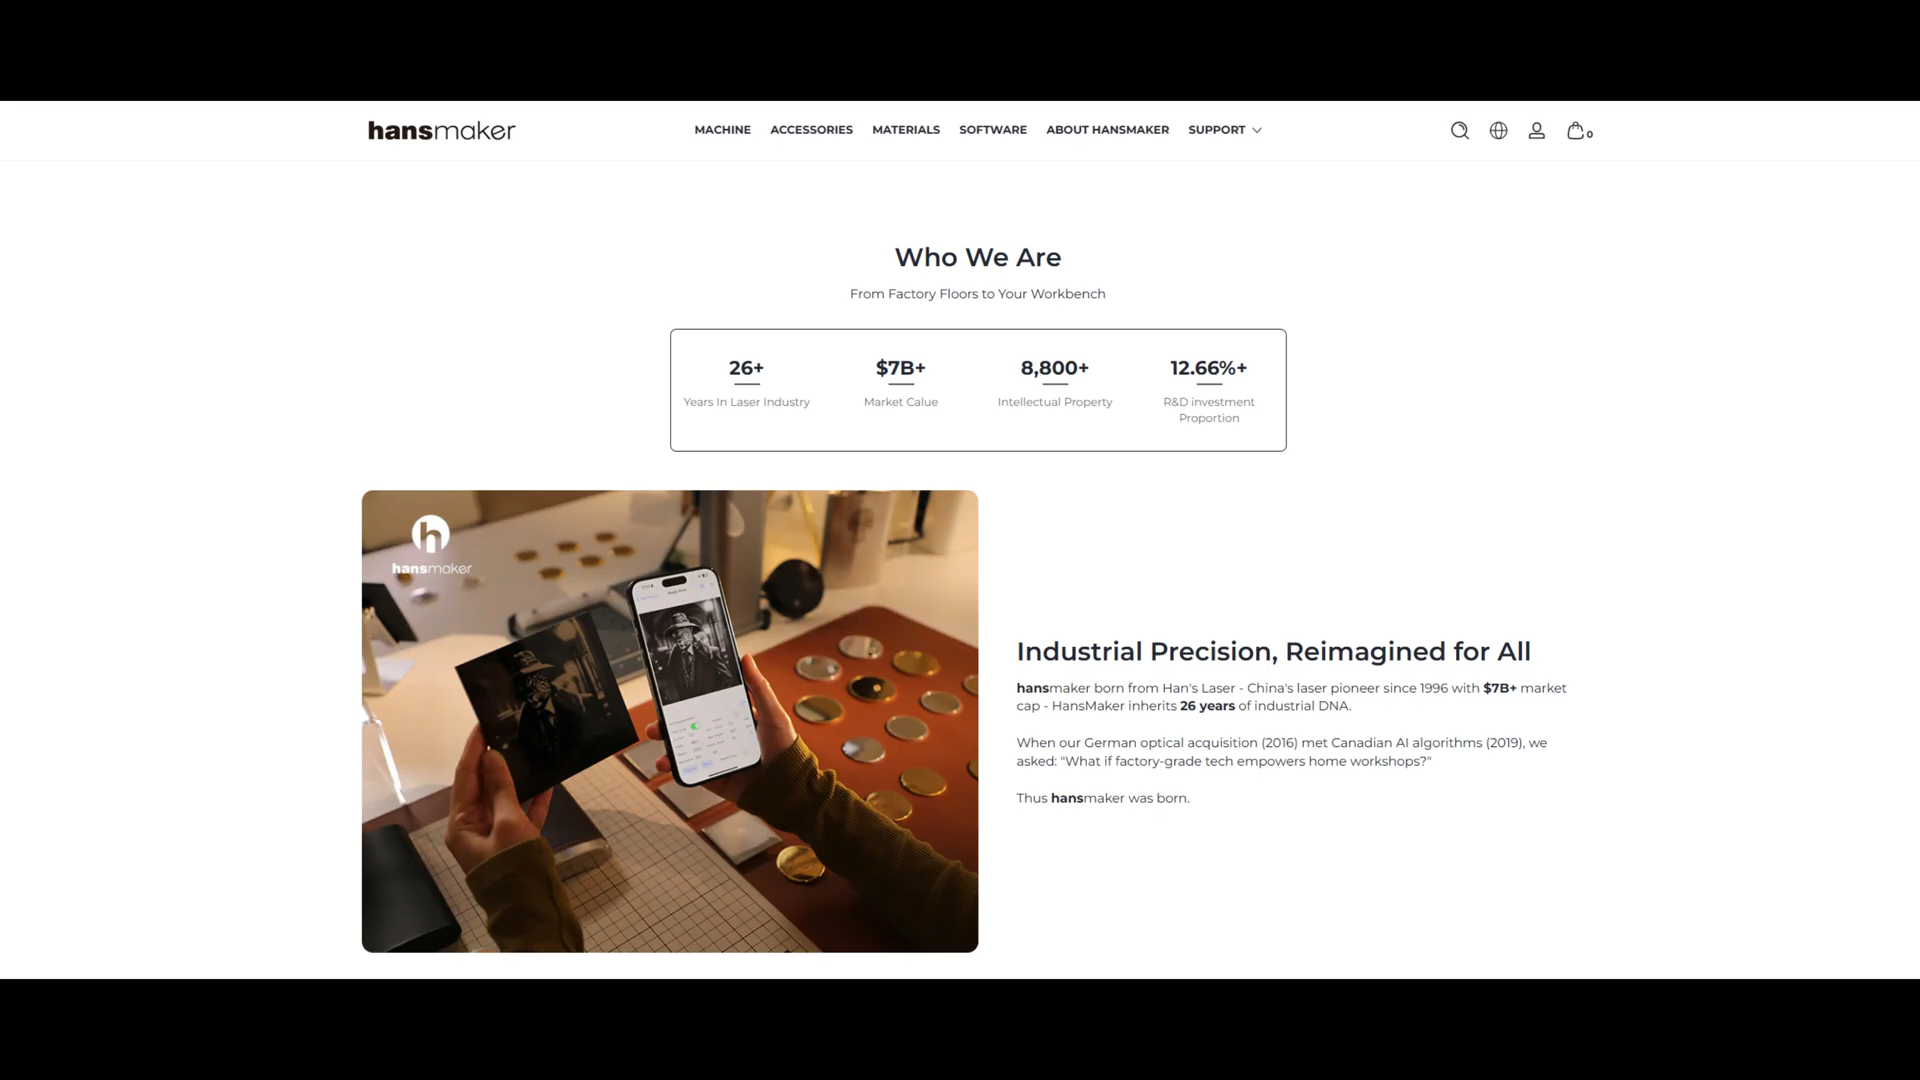 hansmaker
MACHINE ACCESSORIES MATERIALS SOFTWARE ABOUT HANSMAKER SUPPORT
0
Who We Are
From Factory Floors to Your Workbench
26+
Years In Laser Industry
$7B+
Market Calue
8,800+
Intellectual Property
12.66%+
R&D investment
Proportion
h
hansmaker
Industrial Precision, Reimagined for All
hansmaker born from Han's Laser - China's laser pioneer since 1996 with $7B+ market
cap - HansMaker inherits 26 years of industrial DNA.
When our German optical acquisition (2016) met Canadian AI algorithms (2019), we
asked: "What if factory-grade tech empowers home workshops?"
Thus hansmaker was born.